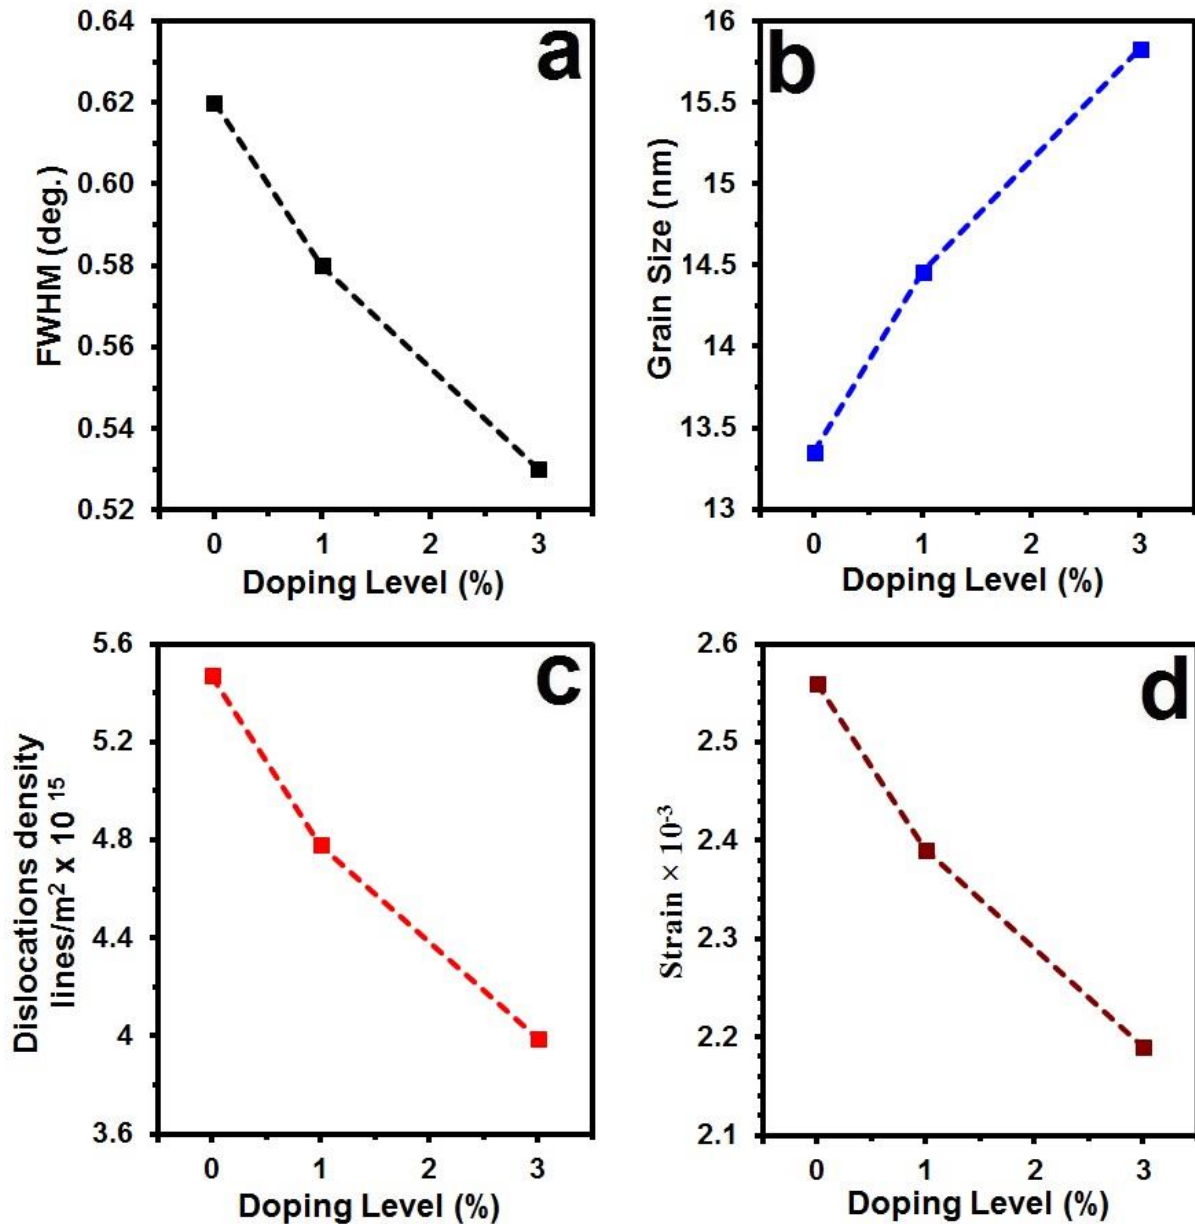 a
0.64
0.62
0.60
0.58
0.56
0.54
0.52
FWHM (deg.)
0 1 2 3
Doping Level (%)
b
16
15.5
15
14.5
14
13.5
13
Grain Size (nm)
0 1 2 3
Doping Level (%)
c
5.6
5.2
4.8
4.4
4
3.6
Dislocations density
lines/m² x 10 ¹⁵
0 1 2 3
Doping Level (%)
d
2.6
2.5
2.4
2.3
2.2
2.1
Strain × 10⁻³
0 1 2 3
Doping Level (%)